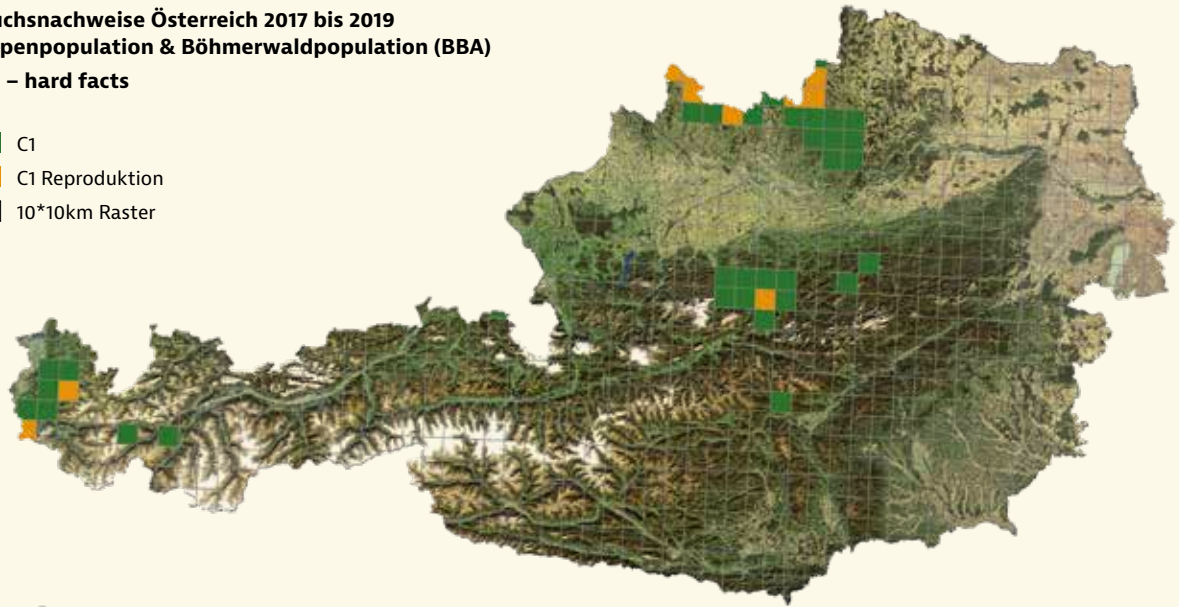 uchsnachweise Österreich 2017 bis 2019
penpopulation & Böhmerwaldpopulation (BBA)
– hard facts
C1
C1 Reproduktion
10*10km Raster